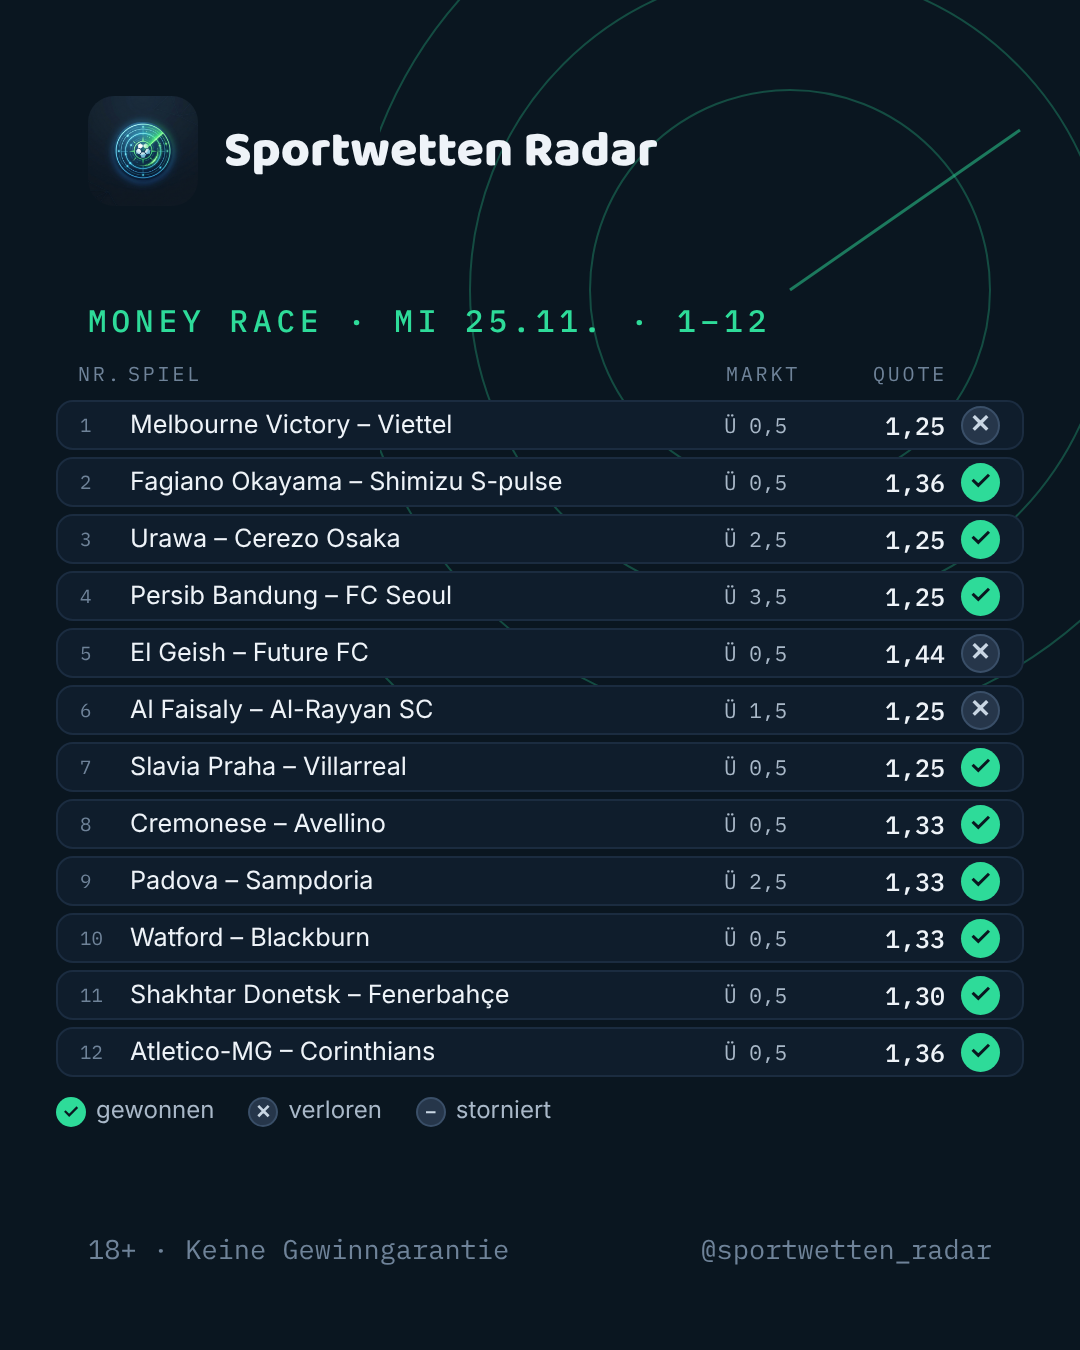 Sportwetten Radar
MONEY RACE · MI 25.11. · 1–12
NR. SPIEL MARKT QUOTE
1 Melbourne Victory – Viettel Ü 0,5 1,25 ✕
2 Fagiano Okayama – Shimizu S-pulse Ü 0,5 1,36 ✓
3 Urawa – Cerezo Osaka Ü 2,5 1,25 ✓
4 Persib Bandung – FC Seoul Ü 3,5 1,25 ✓
5 El Geish – Future FC Ü 0,5 1,44 ✕
6 Al Faisaly – Al-Rayyan SC Ü 1,5 1,25 ✕
7 Slavia Praha – Villarreal Ü 0,5 1,25 ✓
8 Cremonese – Avellino Ü 0,5 1,33 ✓
9 Padova – Sampdoria Ü 2,5 1,33 ✓
10 Watford – Blackburn Ü 0,5 1,33 ✓
11 Shakhtar Donetsk – Fenerbahçe Ü 0,5 1,30 ✓
12 Atletico-MG – Corinthians Ü 0,5 1,36 ✓
✓ gewonnen ✕ verloren – storniert
18+ · Keine Gewinngarantie @sportwetten_radar